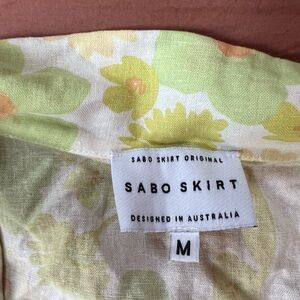 SABO SKIRT ORIGINAL
SABO SKIRT
DESIGNED IN AUSTRALIA
M